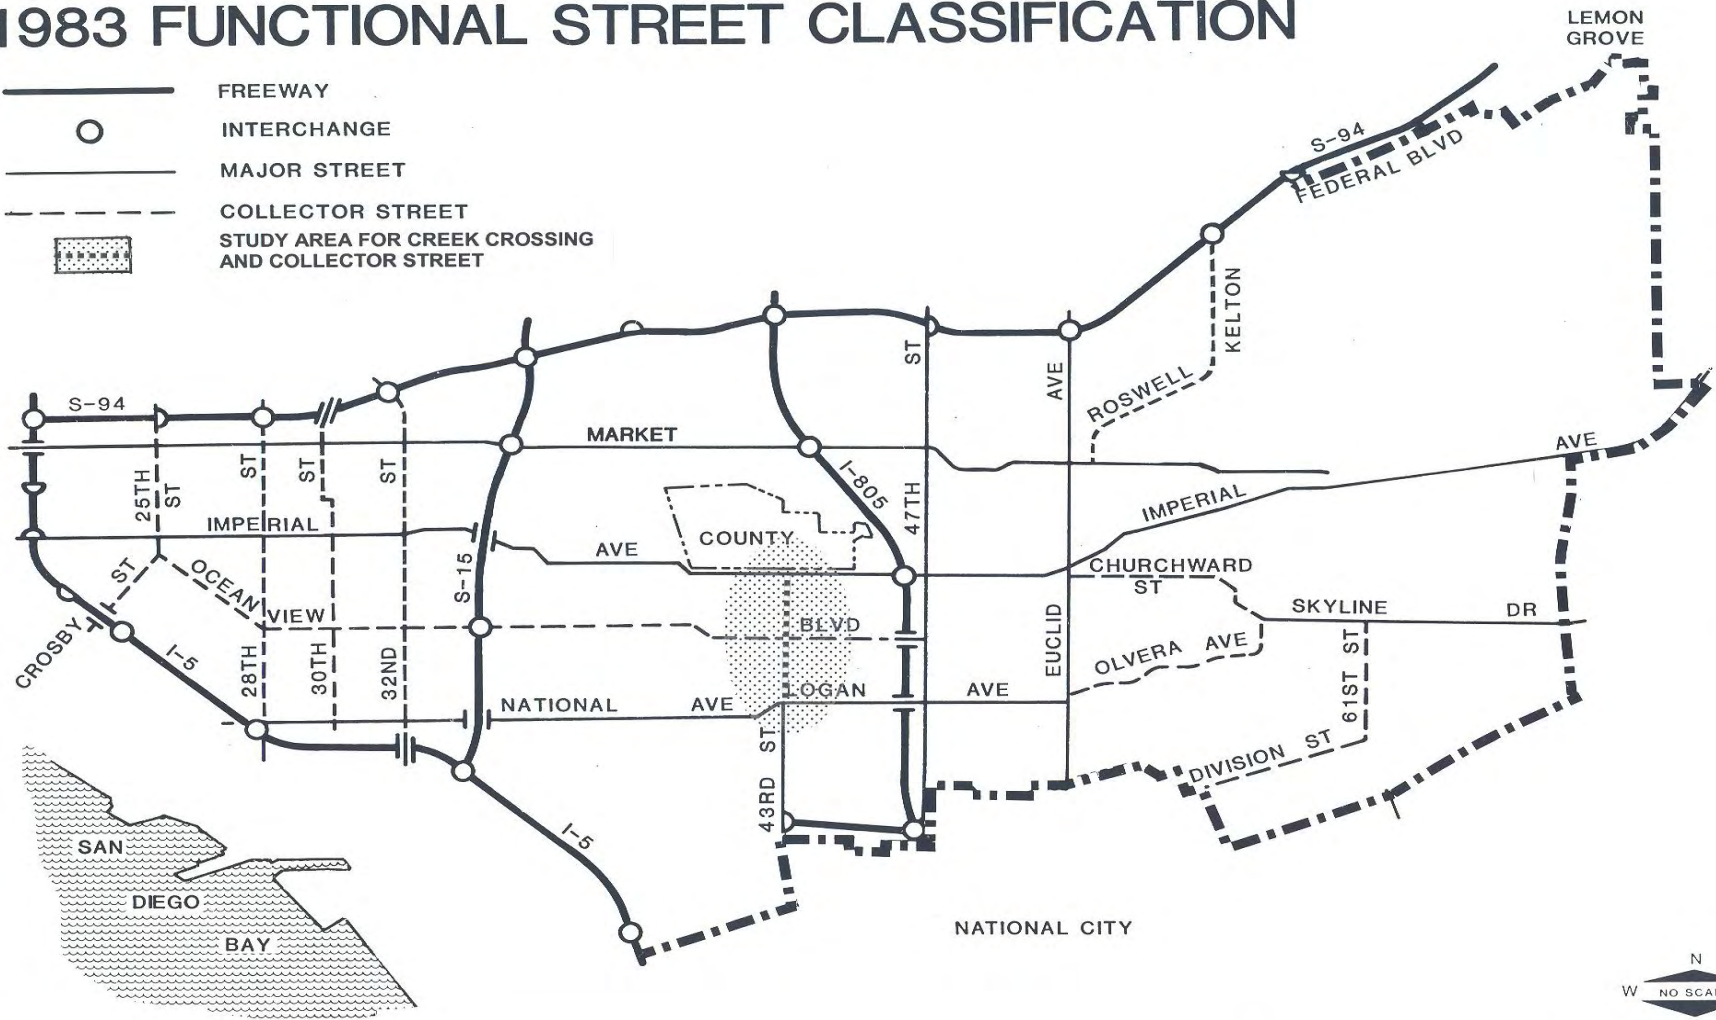 1983 FUNCTIONAL STREET CLASSIFICATION
LEMON
GROVE
FREEWAY
INTERCHANGE
MAJOR STREET
COLLECTOR STREET
STUDY AREA FOR CREEK CROSSING
AND COLLECTOR STREET
S-94
FEDERAL BLVD
KELTON
ROSWELL
ST
AVE
S-94
MARKET
AVE
25TH
ST
ST
ST
ST
I-805
47TH
IMPERIAL
IMPERIAL
AVE
COUNTY
CHURCHWARD
ST
ST
OCEAN
VIEW
S-15
BLVD
SKYLINE
DR
CROSBY
I-5
28TH
30TH
32ND
EUCLID
OLVERA AVE
61ST ST
NATIONAL
AVE
LOGAN
AVE
43RD
ST
DIVISION ST
I-5
SAN
DIEGO
BAY
NATIONAL CITY
N
W